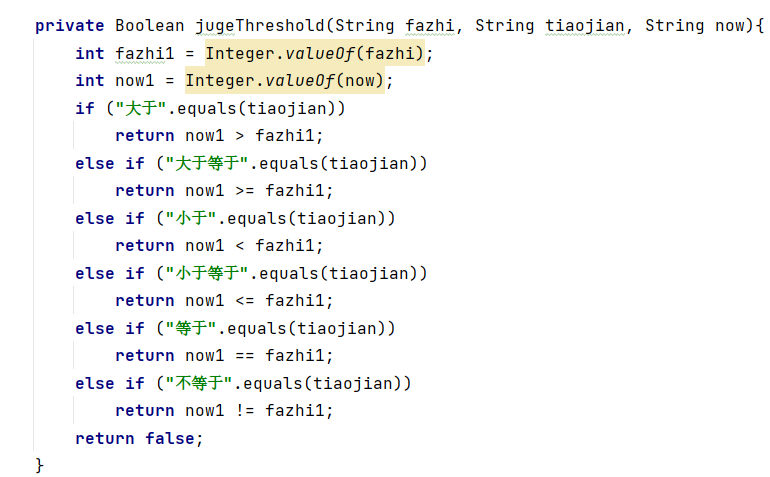 private Boolean jugeThreshold(String fazhi, String tiaojian, String now){
    int fazhi1 = Integer.valueOf(fazhi);
    int now1 = Integer.valueOf(now);
    if ("大于".equals(tiaojian))
        return now1 > fazhi1;
    else if ("大于等于".equals(tiaojian))
        return now1 >= fazhi1;
    else if ("小于".equals(tiaojian))
        return now1 < fazhi1;
    else if ("小于等于".equals(tiaojian))
        return now1 <= fazhi1;
    else if ("等于".equals(tiaojian))
        return now1 == fazhi1;
    else if ("不等于".equals(tiaojian))
        return now1 != fazhi1;
    return false;
}